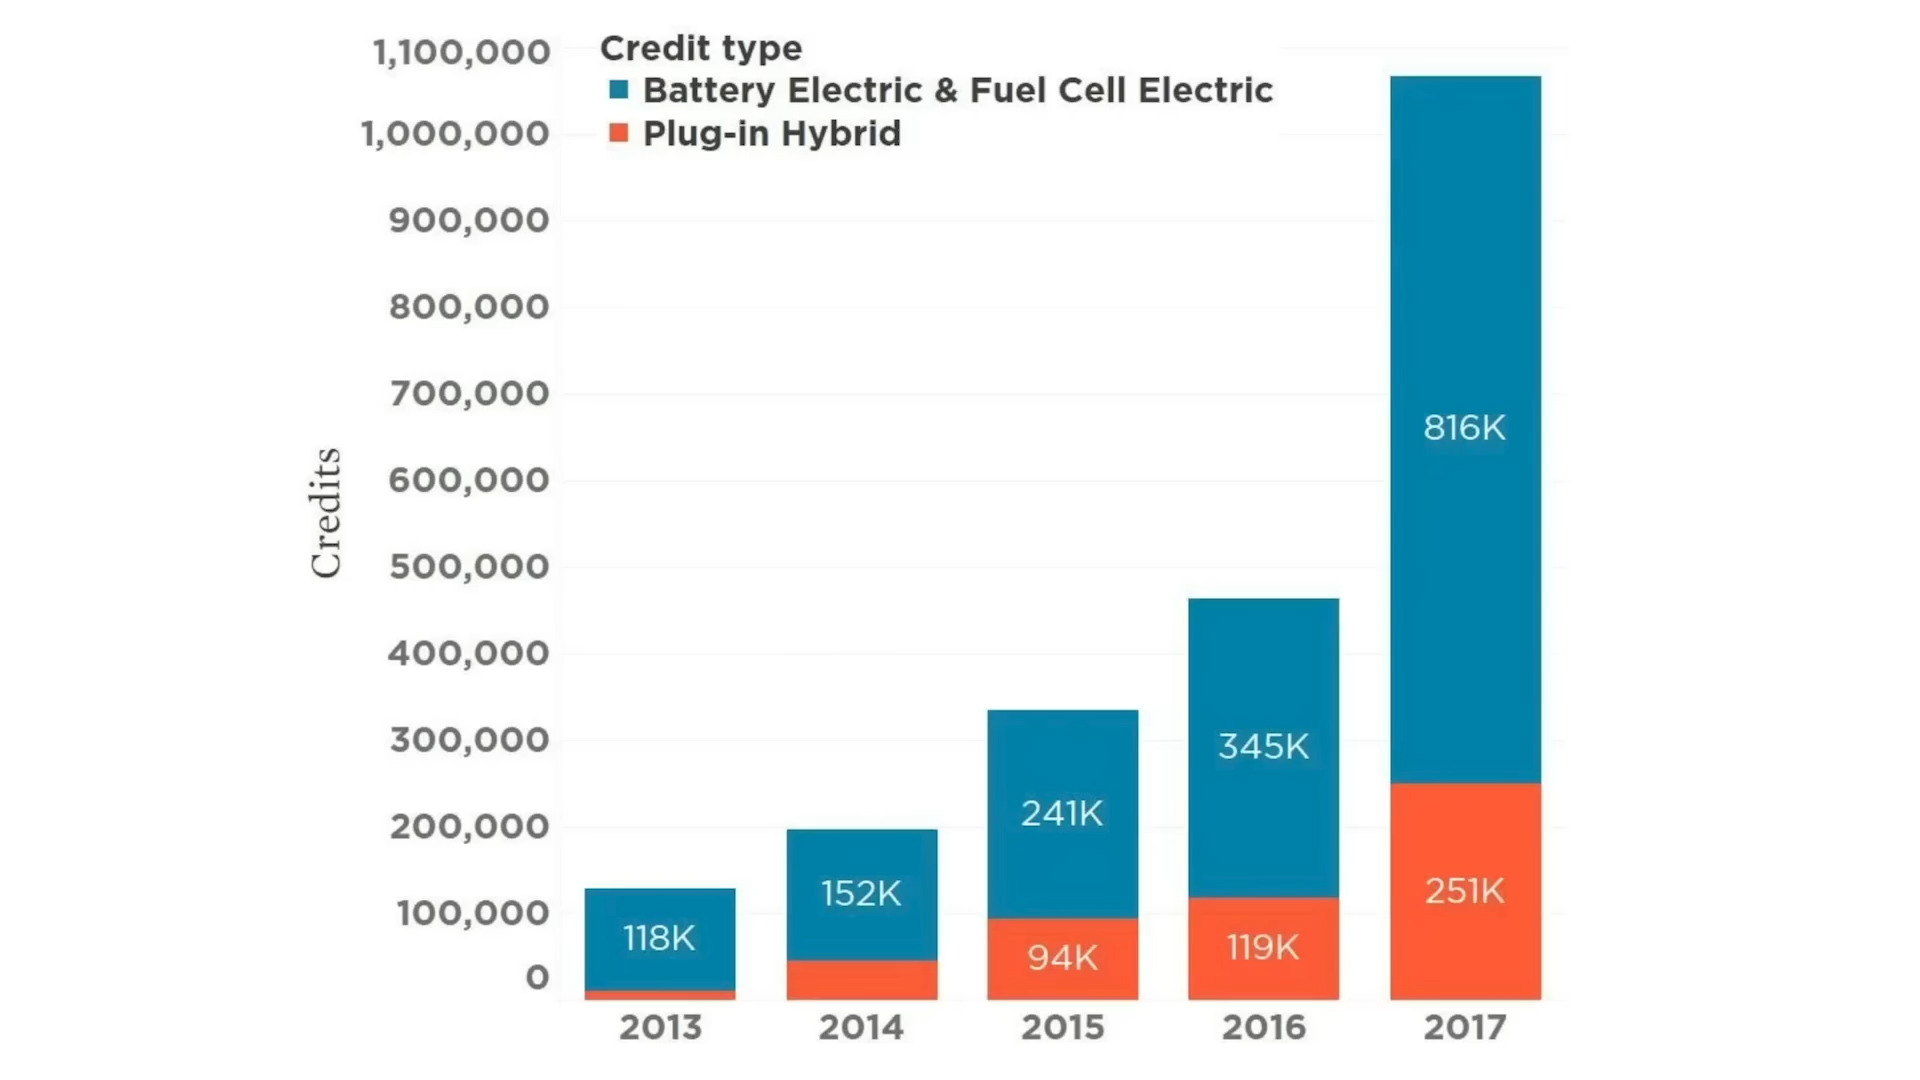 Credit type
Battery Electric & Fuel Cell Electric
Plug-in Hybrid
Credits
1,100,000
1,000,000
900,000
800,000
700,000
600,000
500,000
400,000
300,000
200,000
100,000
0
118K
152K
241K
94K
345K
119K
816K
251K
2013 2014 2015 2016 2017